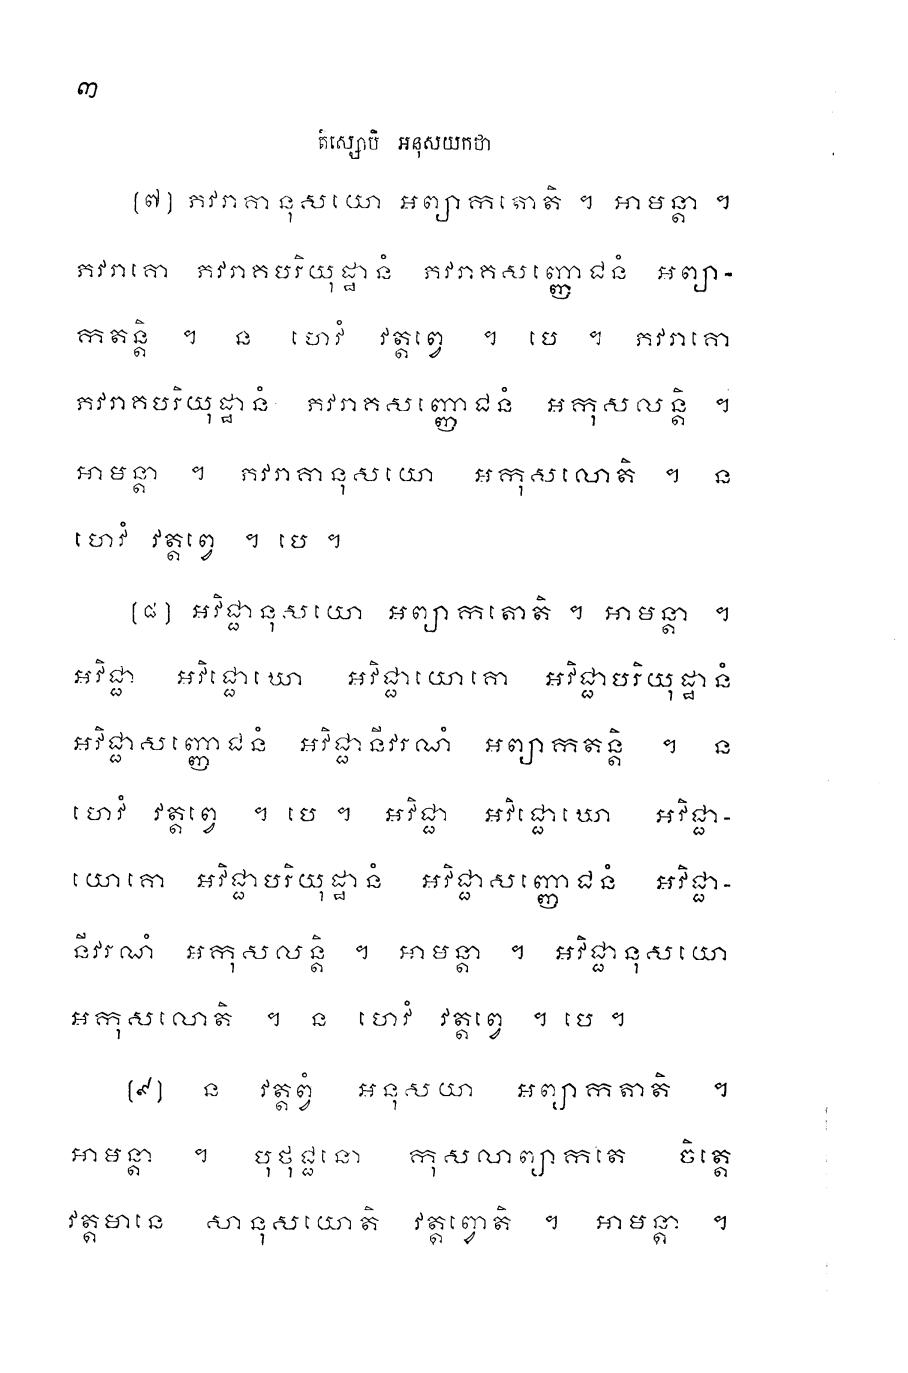 ៣
តំស្សោបិ អនុសយកថា
(៧) ភវរាគានុសយោ អព្យាកតោតិ ។ អាមន្តា ។
ភវរាគោ ភវរាគបរិយុដ្ឋានំ ភវរាគសញ្ញោជនំ អព្យា-
កតន្តិ ។ ន ហេវំ វត្តព្វេ ។ បេ ។ ភវរាគោ
ភវរាគបរិយុដ្ឋានំ ភវរាគសញ្ញោជនំ អកុសលន្តិ ។
អាមន្តា ។ ភវរាគានុសយោ អកុសលោតិ ។ ន
ហេវំ វត្តព្វេ ។ បេ ។
(៨) អវិជ្ជានុសយោ អព្យាកតោតិ ។ អាមន្តា ។
អវិជ្ជា អវិជ្ជោឃោ អវិជ្ជាយោគោ អវិជ្ជាបរិយុដ្ឋានំ
អវិជ្ជាសញ្ញោជនំ អវិជ្ជានីវរណំ អព្យាកតន្តិ ។ ន
ហេវំ វត្តព្វេ ។ បេ ។ អវិជ្ជា អវិជ្ជោឃោ អវិជ្ជា-
យោគោ អវិជ្ជាបរិយុដ្ឋានំ អវិជ្ជាសញ្ញោជនំ អវិជ្ជា-
នីវរណំ អកុសលន្តិ ។ អាមន្តា ។ អវិជ្ជានុសយោ
អកុសលោតិ ។ ន ហេវំ វត្តព្វេ ។ បេ ។
(៩) ន វត្តព្វំ អនុសយា អព្យាកតាតិ ។
អាមន្តា ។ បុថុជ្ជនោ កុសលាព្យាកតេ ចិត្តេ
វត្តមានេ សានុសយោតិ វត្តព្វោតិ ។ អាមន្តា ។